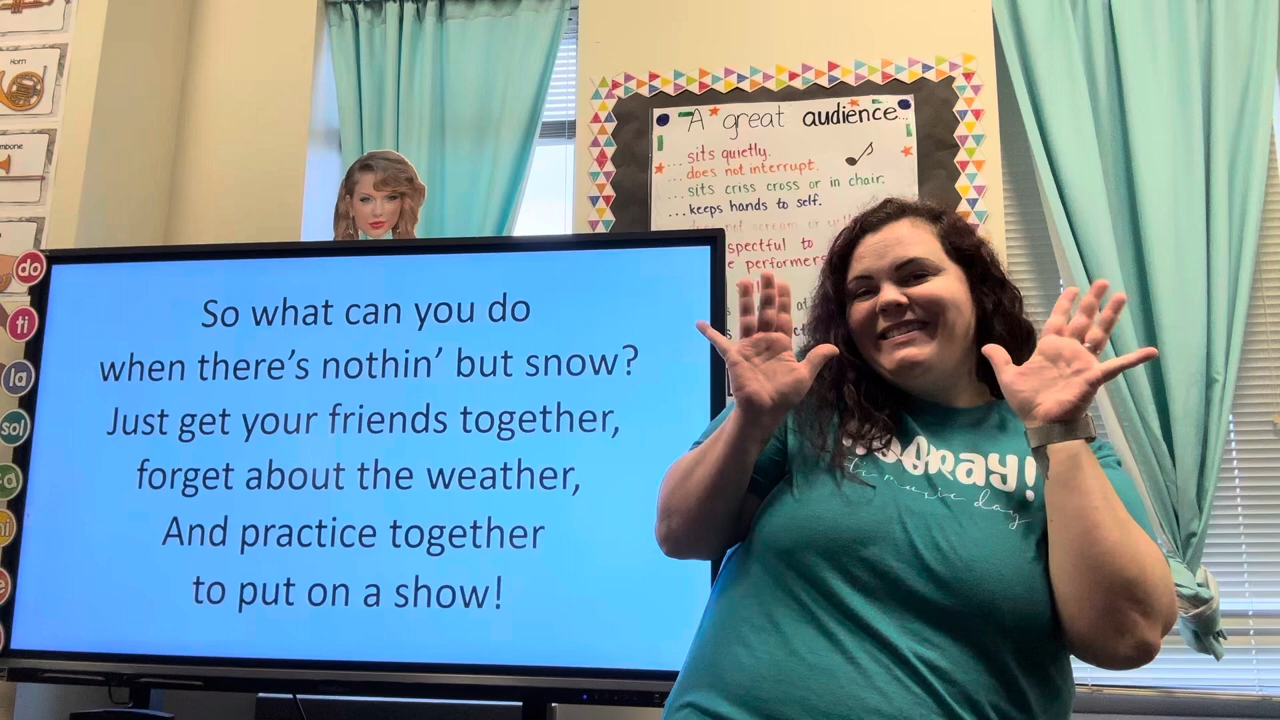 Horn
mbone
do
ti
la
sol
So what can you do
when there's nothin' but snow?
Just get your friends together,
forget about the weather,
And practice together
to put on a show!
A great audience...
... sits quietly.
... does not interrupt.
... sits criss cross or in chair.
... keeps hands to self.
spectful to
e performers
ooray!
music day